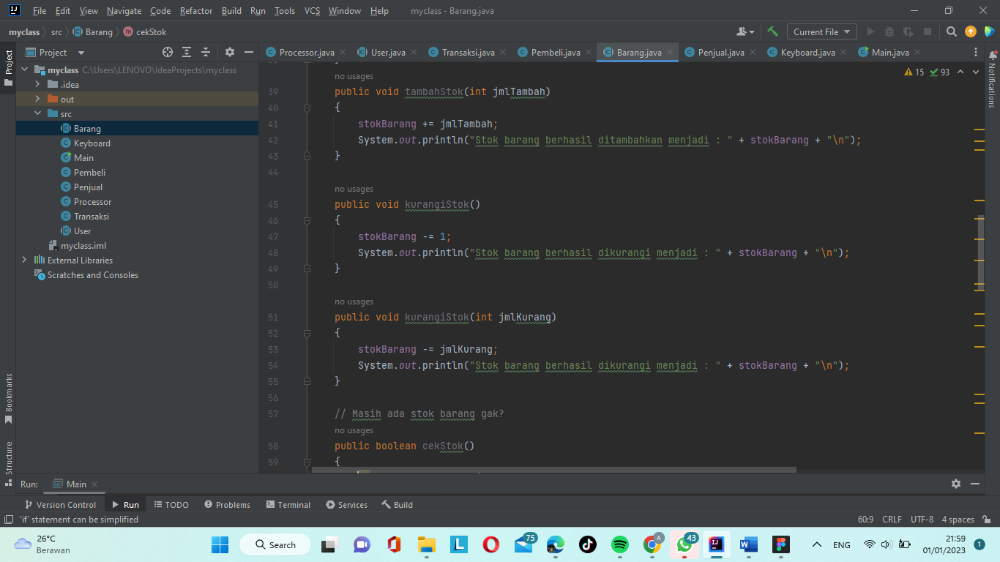 File Edit View Navigate Code Refactor Build Run Tools VCS Window Help myclass - Barang.java
myclass src Barang cekStok Current File
Project Processor.java User.java Transaksi.java Pembeli.java Barang.java Penjual.java Keyboard.java Main.java
Project
Notifications
myclass C:\Users\LENOVO\IdeaProjects\myclass
.idea
out
src
Barang
Keyboard
Main
Pembeli
Penjual
Processor
Transaksi
User
myclass.iml
External Libraries
Scratches and Consoles
15 93
no usages
39 public void tambahStok(int jmlTambah)
40 {
41 stokBarang += jmlTambah;
42 System.out.println("Stok barang berhasil ditambahkan menjadi : " + stokBarang + "\n");
43 }
44
no usages
45 public void kurangiStok()
46 {
47 stokBarang -= 1;
48 System.out.println("Stok barang berhasil dikurangi menjadi : " + stokBarang + "\n");
49 }
50
no usages
51 public void kurangiStok(int jmlKurang)
52 {
53 stokBarang -= jmlKurang;
54 System.out.println("Stok barang berhasil dikurangi menjadi : " + stokBarang + "\n");
55 }
56
57 // Masih ada stok barang gak?
no usages
58 public boolean cekStok()
59 {
Bookmarks
Structure
Run: Main
Version Control Run TODO Problems Terminal Services Build
'if' statement can be simplified 60:9 CRLF UTF-8 4 spaces
26°C
Berawan
Search
75
43
ENG
21:59
01/01/2023
1